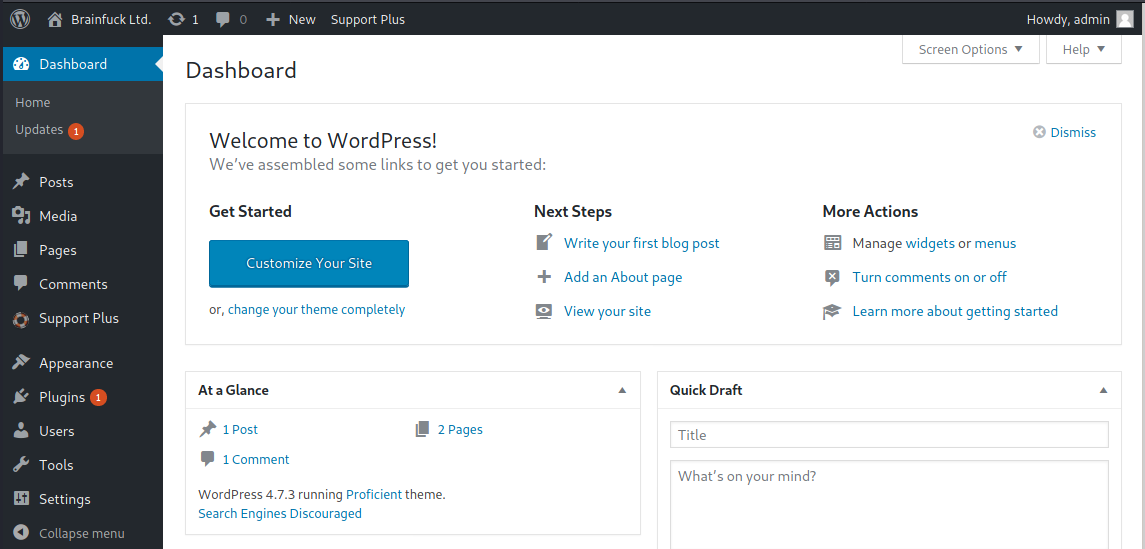 Brainfuck Ltd. 1 0 New Support Plus Howdy, admin
Dashboard
Home
Updates 1
Posts
Media
Pages
Comments
Support Plus
Appearance
Plugins 1
Users
Tools
Settings
Collapse menu
Screen Options Help
Dashboard
Welcome to WordPress!
We've assembled some links to get you started:
Dismiss
Get Started
Customize Your Site
or, change your theme completely
Next Steps
Write your first blog post
Add an About page
View your site
More Actions
Manage widgets or menus
Turn comments on or off
Learn more about getting started
At a Glance
1 Post 2 Pages
1 Comment
WordPress 4.7.3 running Proficient theme.
Search Engines Discouraged
Quick Draft
Title
What's on your mind?